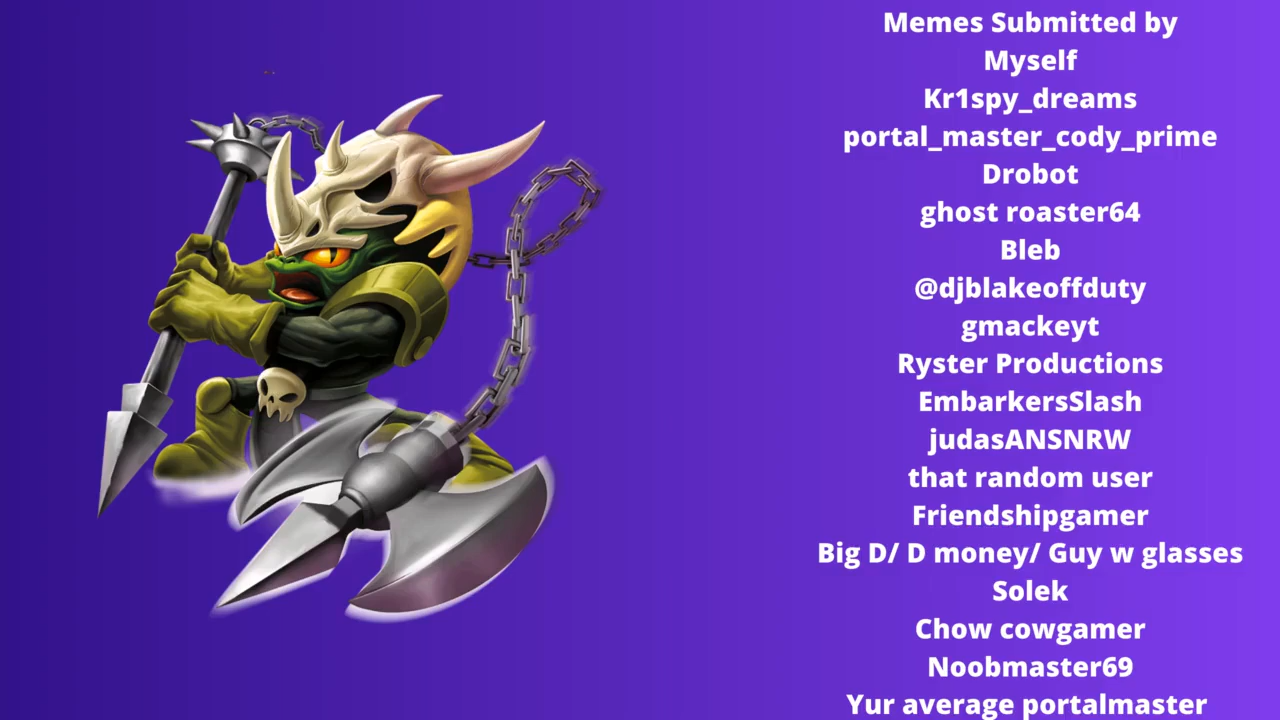 Memes Submitted by
Myself
Kr1spy_dreams
portal_master_cody_prime
Drobot
ghost roaster64
Bleb
@djblakeoffduty
gmackeyt
Ryster Productions
EmbarkersSlash
judasANSNRW
that random user
Friendshipgamer
Big D/ D money/ Guy w glasses
Solek
Chow cowgamer
Noobmaster69
Yur average portalmaster